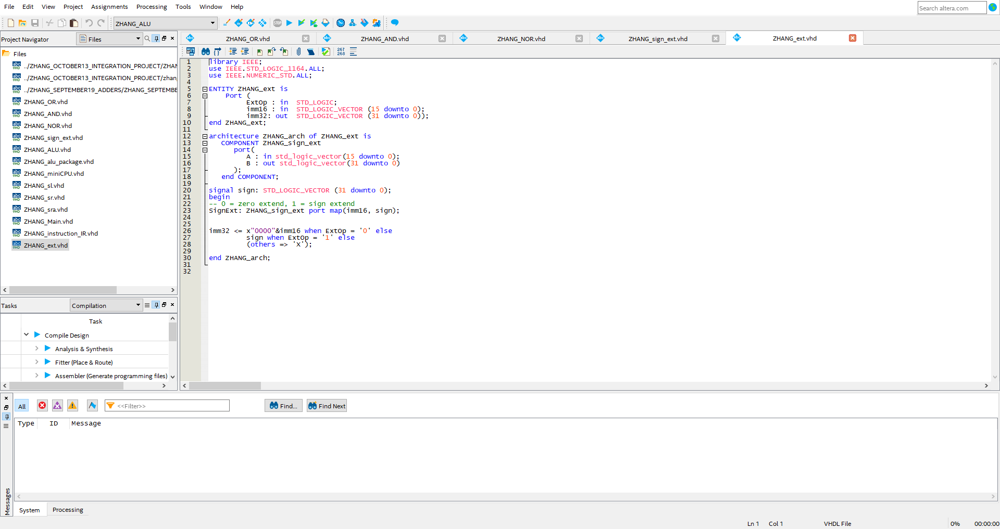 File Edit View Project Assignments Processing Tools Window Help
Search altera.com
ZHANG_ALU
Project Navigator Files
ZHANG_OR.vhd ZHANG_AND.vhd ZHANG_NOR.vhd ZHANG_sign_ext.vhd ZHANG_ext.vhd
Files
../ZHANG_OCTOBER13_INTEGRATION_PROJECT/ZHAN
../ZHANG_OCTOBER13_INTEGRATION_PROJECT/zhang
../ZHANG_SEPTEMBER19_ADDERS/ZHANG_SEPTEMBE
ZHANG_OR.vhd
ZHANG_AND.vhd
ZHANG_NOR.vhd
ZHANG_sign_ext.vhd
ZHANG_ALU.vhd
ZHANG_alu_package.vhd
ZHANG_miniCPU.vhd
ZHANG_sl.vhd
ZHANG_sr.vhd
ZHANG_sra.vhd
ZHANG_Main.vhd
ZHANG_instruction_IR.vhd
ZHANG_ext.vhd
Tasks Compilation
Task
Compile Design
Analysis & Synthesis
Fitter (Place & Route)
Assembler (Generate programming files)
267
268
1 library IEEE;
2 use IEEE.STD_LOGIC_1164.ALL;
3 use IEEE.NUMERIC_STD.ALL;
4
5 ENTITY ZHANG_ext is
6 Port (
7 ExtOp : in STD_LOGIC;
8 imm16 : in STD_LOGIC_VECTOR (15 downto 0);
9 imm32: out STD_LOGIC_VECTOR (31 downto 0));
10 end ZHANG_ext;
11
12 architecture ZHANG_arch of ZHANG_ext is
13 COMPONENT ZHANG_sign_ext
14 port(
15 A : in std_logic_vector(15 downto 0);
16 B : out std_logic_vector(31 downto 0)
17 );
18 end COMPONENT;
19
20 signal sign: STD_LOGIC_VECTOR (31 downto 0);
21 begin
22 -- 0 = zero extend, 1 = sign extend
23 SignExt: ZHANG_sign_ext port map(imm16, sign);
24
25
26 imm32 <= x"0000"&imm16 when ExtOp = '0' else
27 sign when ExtOp = '1' else
28 (others => 'X');
29
30 end ZHANG_arch;
31
32
All <<Filter>> Find... Find Next
Type ID Message
Messages
System Processing
Ln 1 Col 1 VHDL File 0% 00:00:00